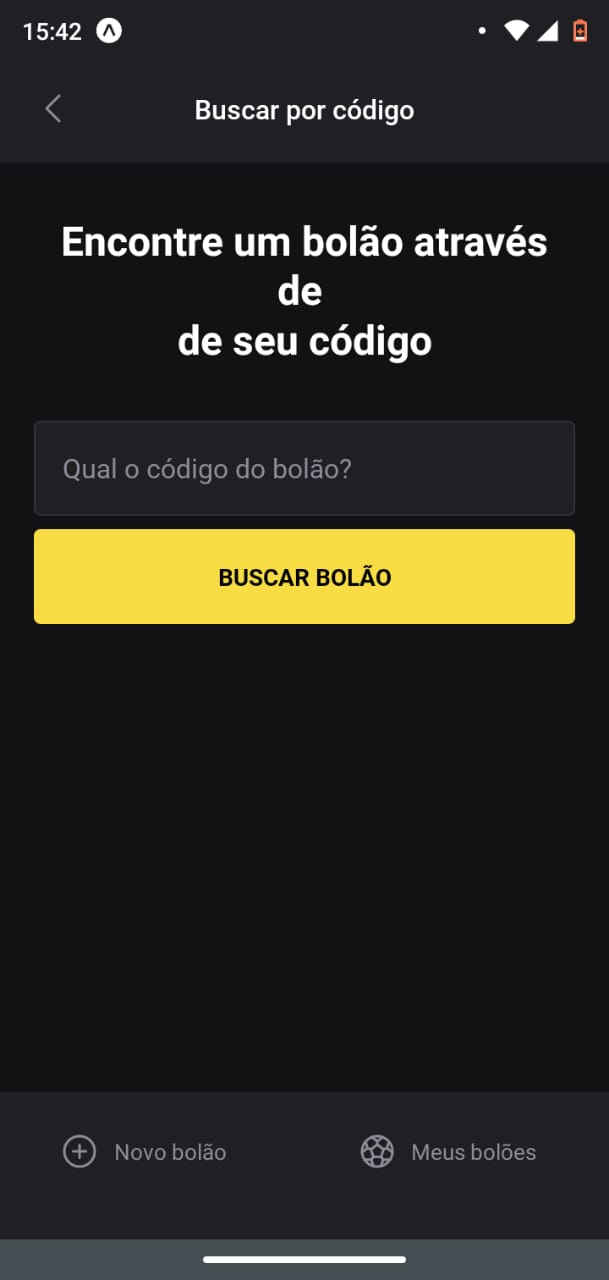 15:42
Buscar por código
Encontre um bolão através
de
de seu código
Qual o código do bolão?
BUSCAR BOLÃO
Novo bolão
Meus bolões